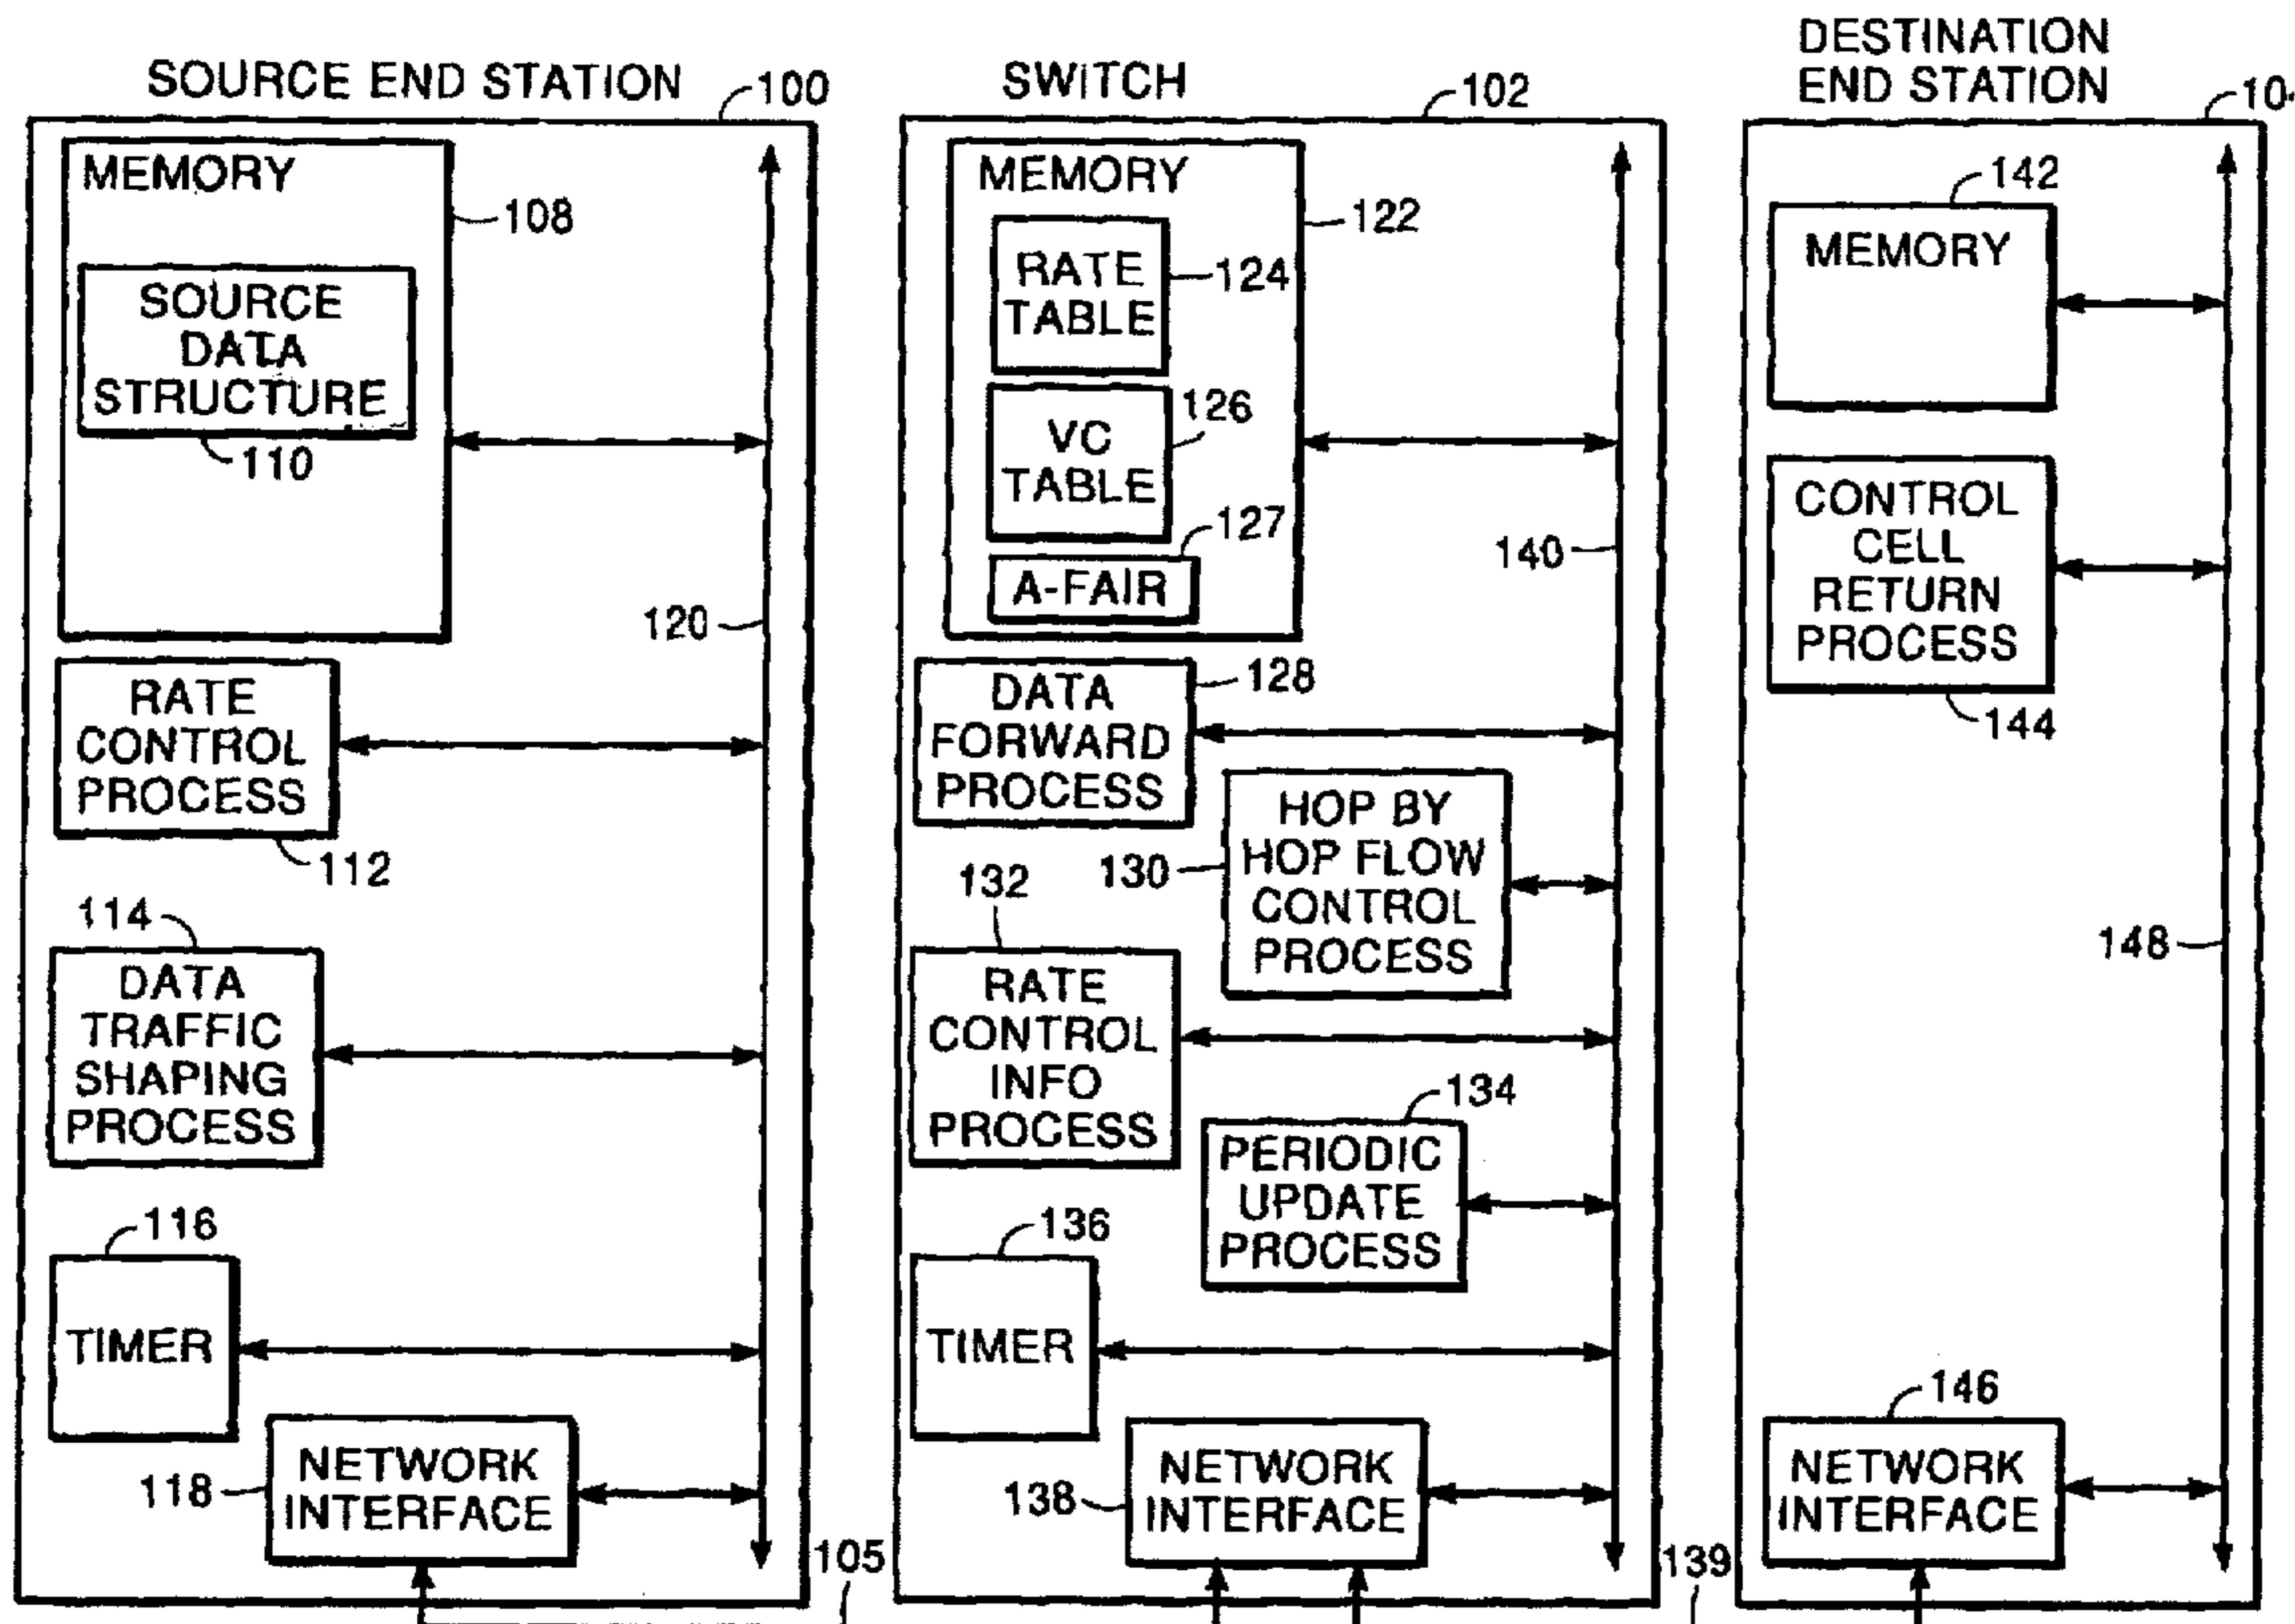 SOURCE END STATION
100
MEMORY
108
SOURCE
DATA
STRUCTURE
110
120
RATE
CONTROL
PROCESS
112
114
DATA
TRAFFIC
SHAPING
PROCESS
116
TIMER
118
NETWORK
INTERFACE
105
SWITCH
102
MEMORY
122
RATE
TABLE
124
126
VC
TABLE
127
A-FAIR
140
128
DATA
FORWARD
PROCESS
130
HOP BY
HOP FLOW
CONTROL
PROCESS
132
RATE
CONTROL
INFO
PROCESS
134
PERIODIC
UPDATE
PROCESS
136
TIMER
138
NETWORK
INTERFACE
139
DESTINATION
END STATION
142
MEMORY
CONTROL
CELL
RETURN
PROCESS
144
148
146
NETWORK
INTERFACE